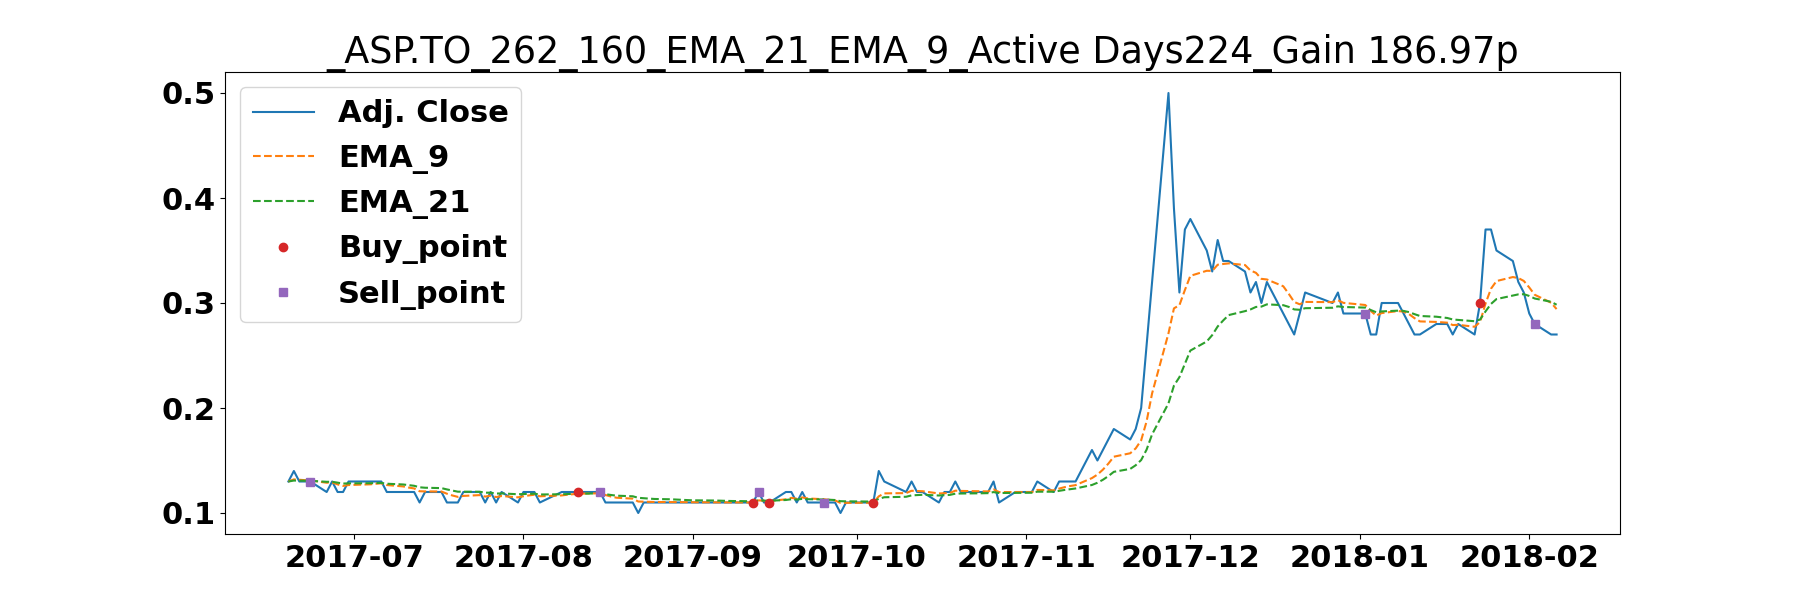 _ASP.TO_262_160_EMA_21_EMA_9_Active Days224_Gain 186.97p
0.5
0.4
0.3
0.2
0.1
Adj. Close
EMA_9
EMA_21
Buy_point
Sell_point
2017-07 2017-08 2017-09 2017-10 2017-11 2017-12 2018-01 2018-02